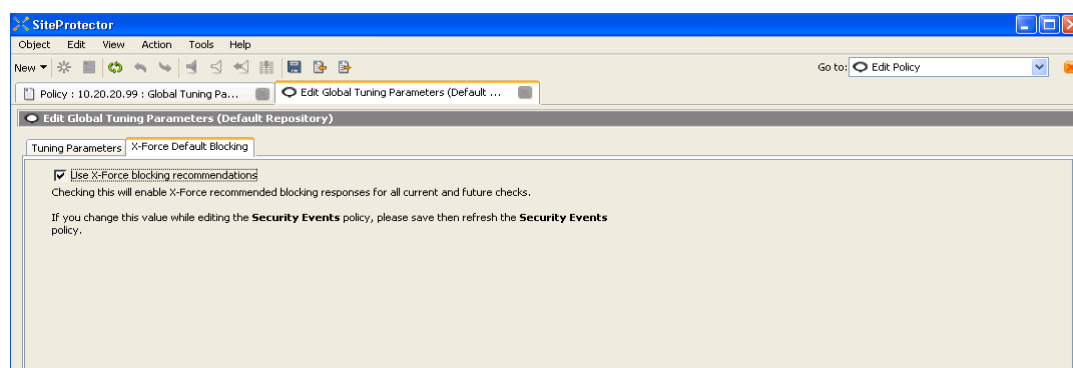 SiteProtector
Object Edit View Action Tools Help
New Go to: Edit Policy
Policy : 10.20.20.99 : Global Tuning Pa... Edit Global Tuning Parameters (Default ...
Edit Global Tuning Parameters (Default Repository)
Tuning Parameters X-Force Default Blocking
Use X-Force blocking recommendations
Checking this will enable X-Force recommended blocking responses for all current and future checks.
If you change this value while editing the Security Events policy, please save then refresh the Security Events
policy.